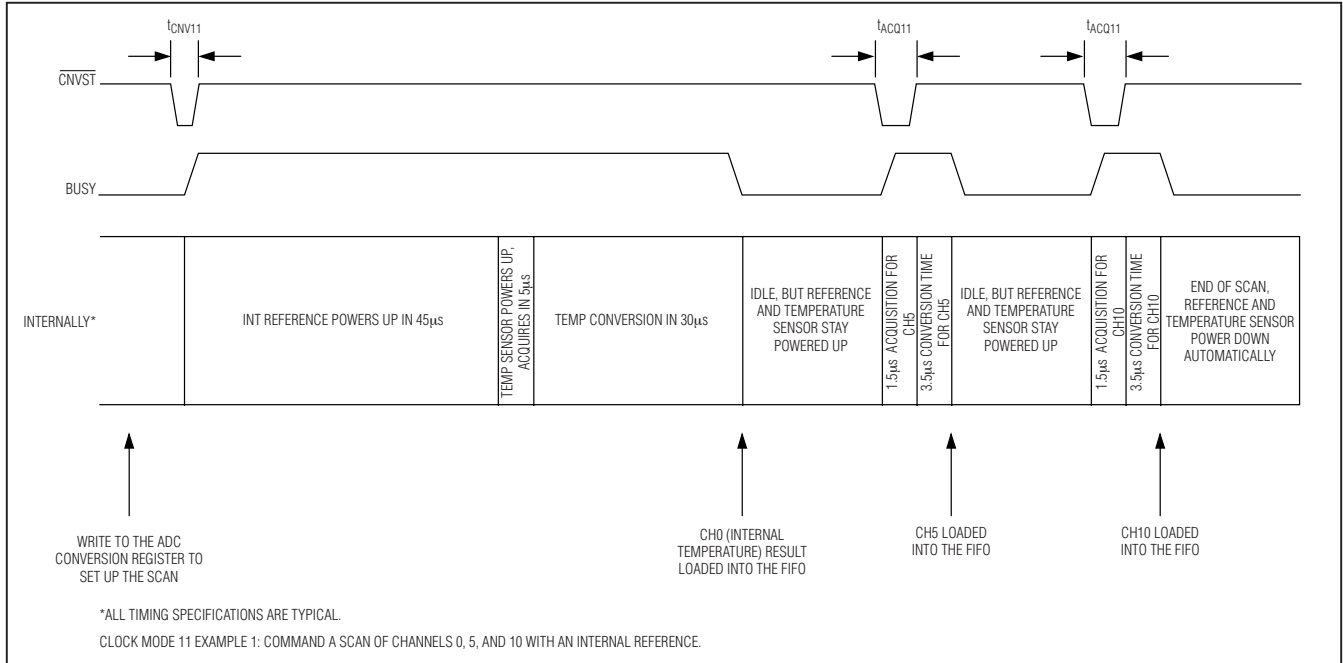 tCNV11
tACQ11
tACQ11
CNVST
BUSY
INTERNALLY*
INT REFERENCE POWERS UP IN 45µs
TEMP SENSOR POWERS UP,
ACQUIRES IN 5µs
TEMP CONVERSION IN 30µs
IDLE, BUT REFERENCE
AND TEMPERATURE
SENSOR STAY
POWERED UP
1.5µs ACQUISITION FOR
CH5
3.5µs CONVERSION TIME
FOR CH5
IDLE, BUT REFERENCE
AND TEMPERATURE
SENSOR STAY
POWERED UP
1.5µs ACQUISITION FOR
CH10
3.5µs CONVERSION TIME
FOR CH10
END OF SCAN,
REFERENCE AND
TEMPERATURE SENSOR
POWER DOWN
AUTOMATICALLY
WRITE TO THE ADC
CONVERSION REGISTER TO
SET UP THE SCAN
CH0 (INTERNAL
TEMPERATURE) RESULT
LOADED INTO THE FIFO
CH5 LOADED
INTO THE FIFO
CH10 LOADED
INTO THE FIFO
*ALL TIMING SPECIFICATIONS ARE TYPICAL.
CLOCK MODE 11 EXAMPLE 1: COMMAND A SCAN OF CHANNELS 0, 5, AND 10 WITH AN INTERNAL REFERENCE.